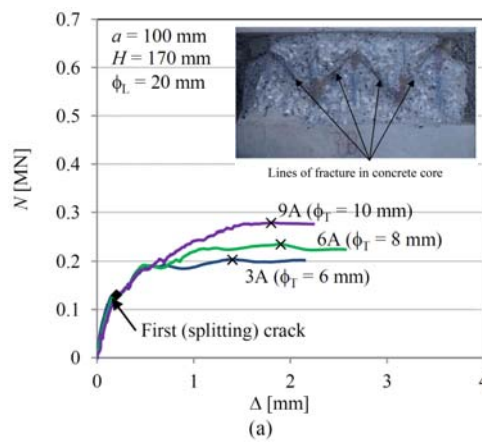 a = 100 mm
H = 170 mm
ϕL = 20 mm
Lines of fracture in concrete core
9A (ϕT = 10 mm)
6A (ϕT = 8 mm)
3A (ϕT = 6 mm)
First (splitting) crack
N [MN]
0.7
0.6
0.5
0.4
0.3
0.2
0.1
0
0 1 2 3 4
Δ [mm]
(a)